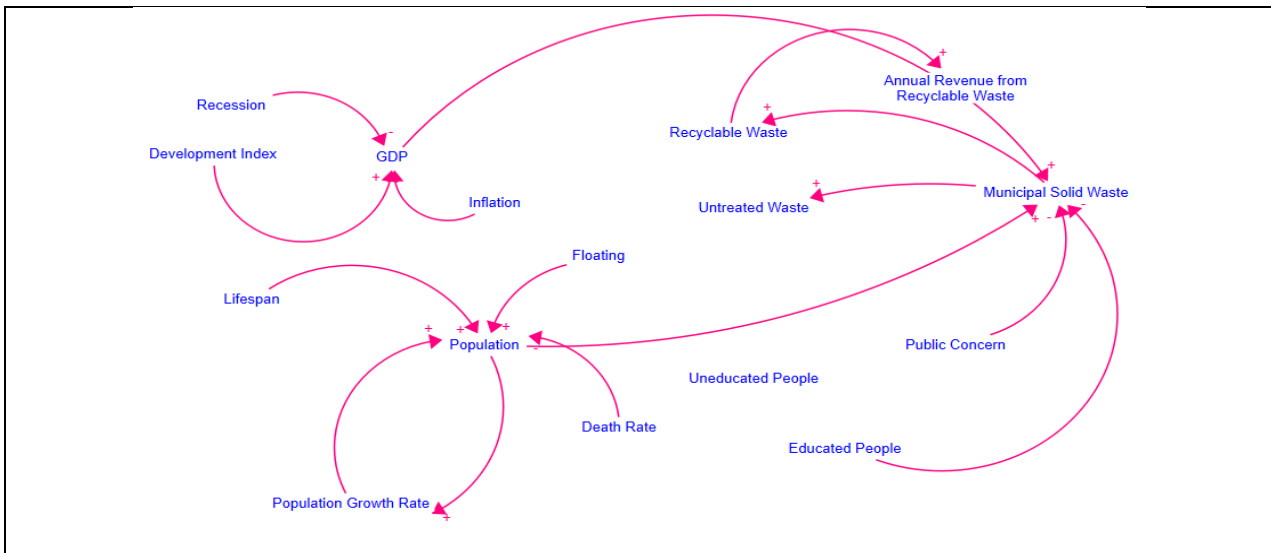 +
Annual Revenue from
Recyclable Waste
Recession
+
Recyclable Waste
-
Development Index
GDP
+
+
+
Municipal Solid Waste
Inflation
Untreated Waste
+
-
-
Floating
Lifespan
+
+
+
Population
-
Public Concern
Uneducated People
Death Rate
Educated People
Population Growth Rate
+